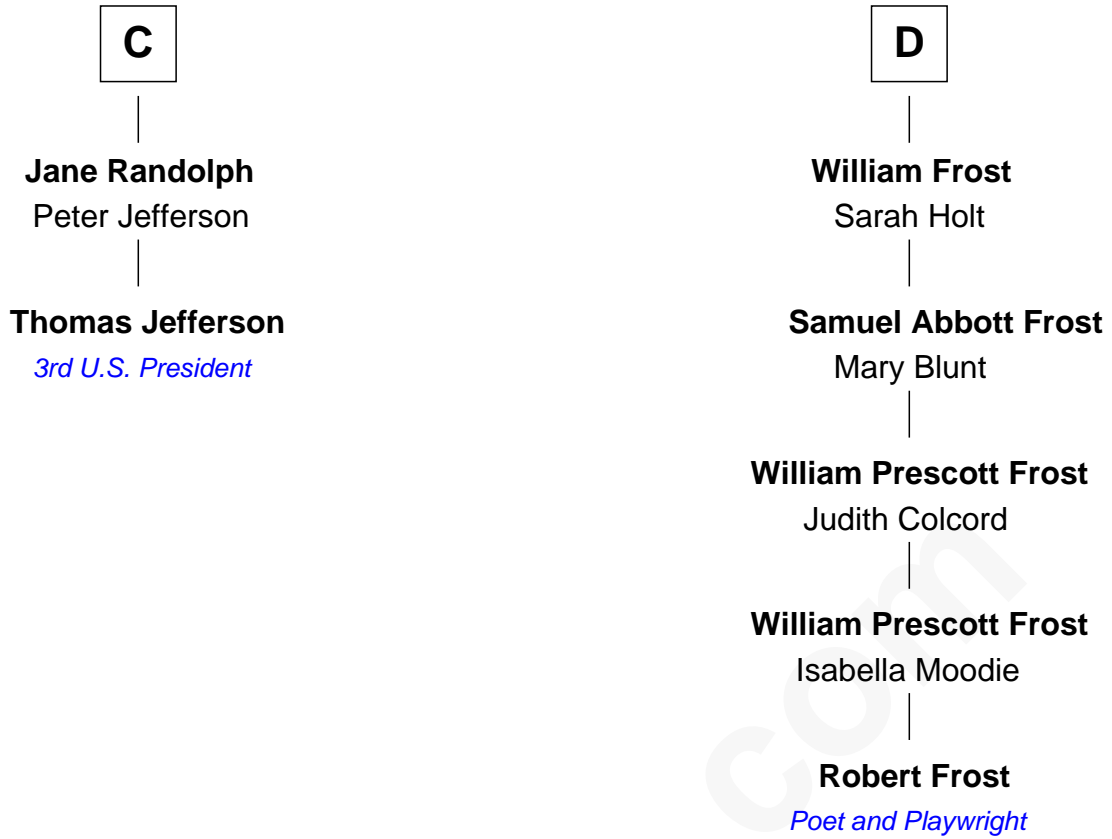 C
Jane Randolph
Peter Jefferson
Thomas Jefferson
3rd U.S. President
D
William Frost
Sarah Holt
Samuel Abbott Frost
Mary Blunt
William Prescott Frost
Judith Colcord
William Prescott Frost
Isabella Moodie
Robert Frost
Poet and Playwright
com